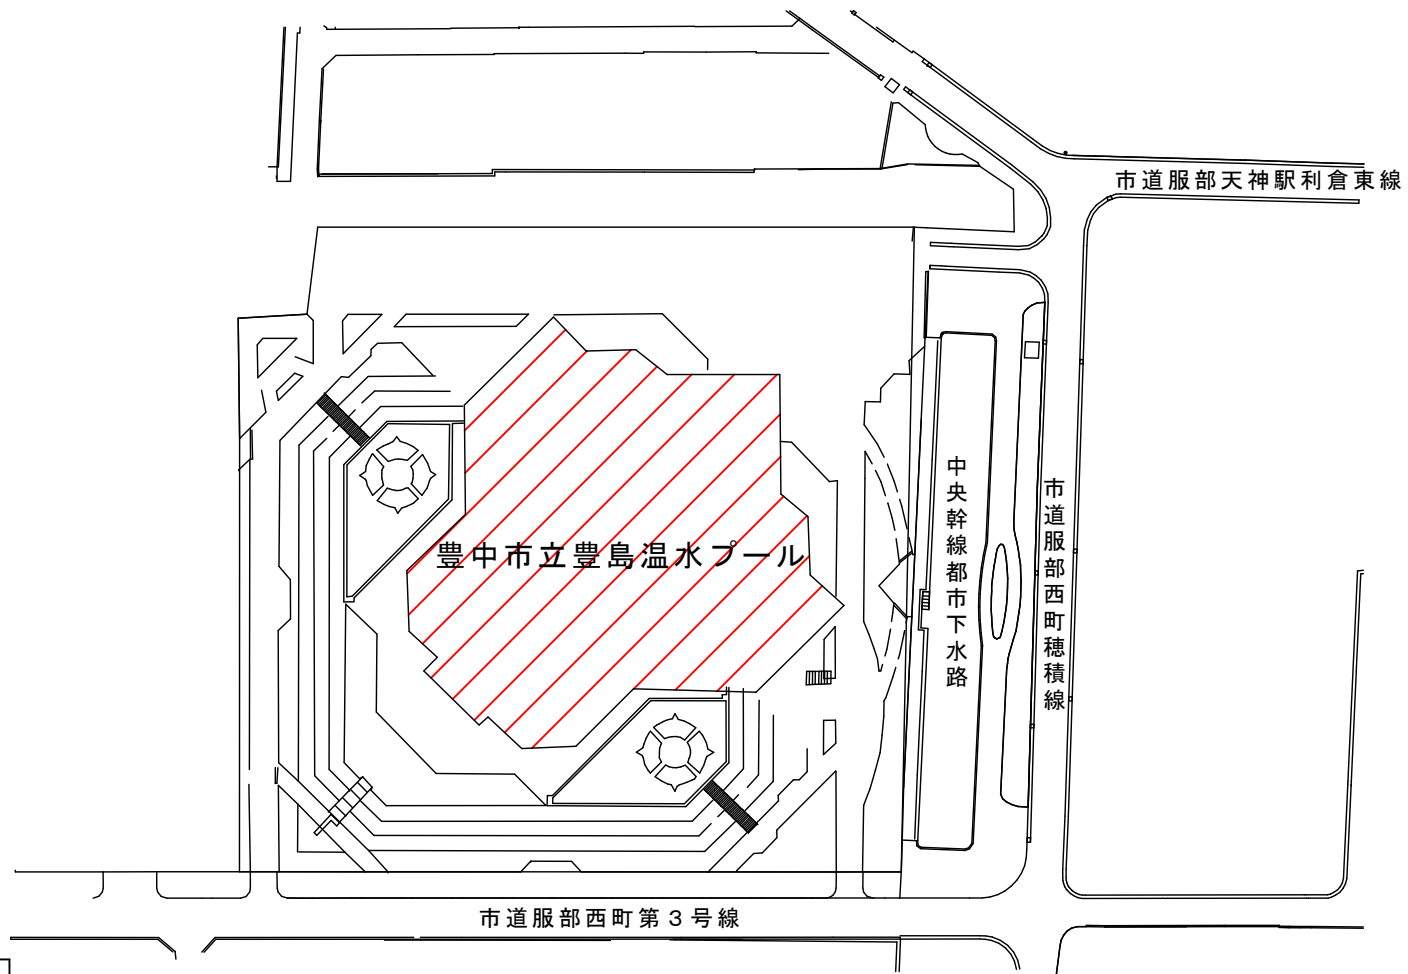 市道服部天神駅利倉東線
中央幹線都市下水路
市道服部西町穂積線
豊中市立豊島温水プール
市道服部西町第３号線